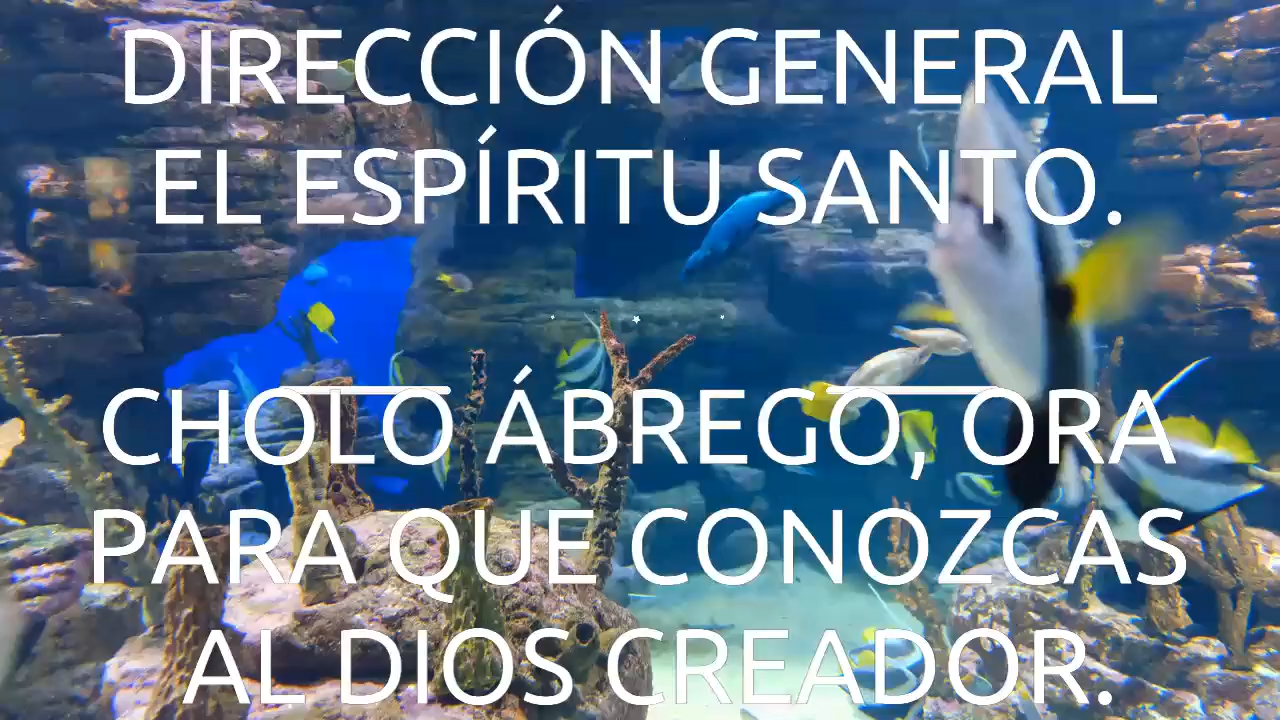 DIRECCIÓN GENERAL
EL ESPÍRITU SANTO.
CHOLO ÁBREGO, ORA
PARA QUE CONOZCAS
AL DIOS CREADOR.